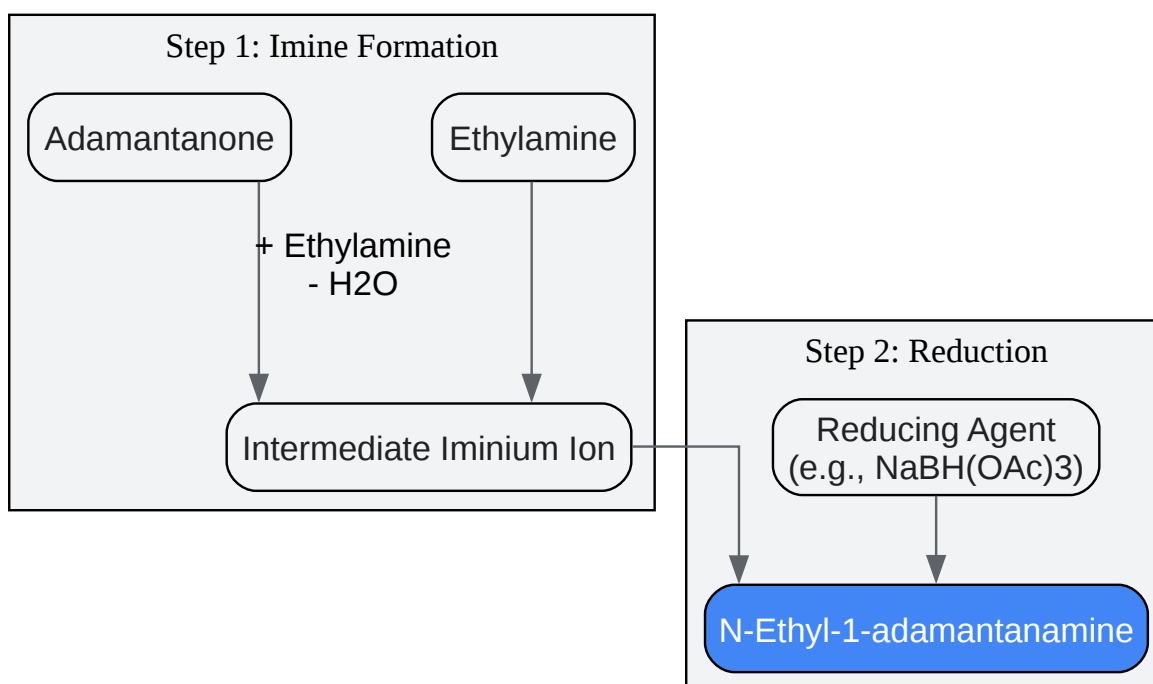 Step 1: Imine Formation
Adamantanone
Ethylamine
+ Ethylamine
- H2O
Intermediate Iminium Ion
Step 2: Reduction
Reducing Agent
(e.g., NaBH(OAc)3)
N-Ethyl-1-adamantanamine